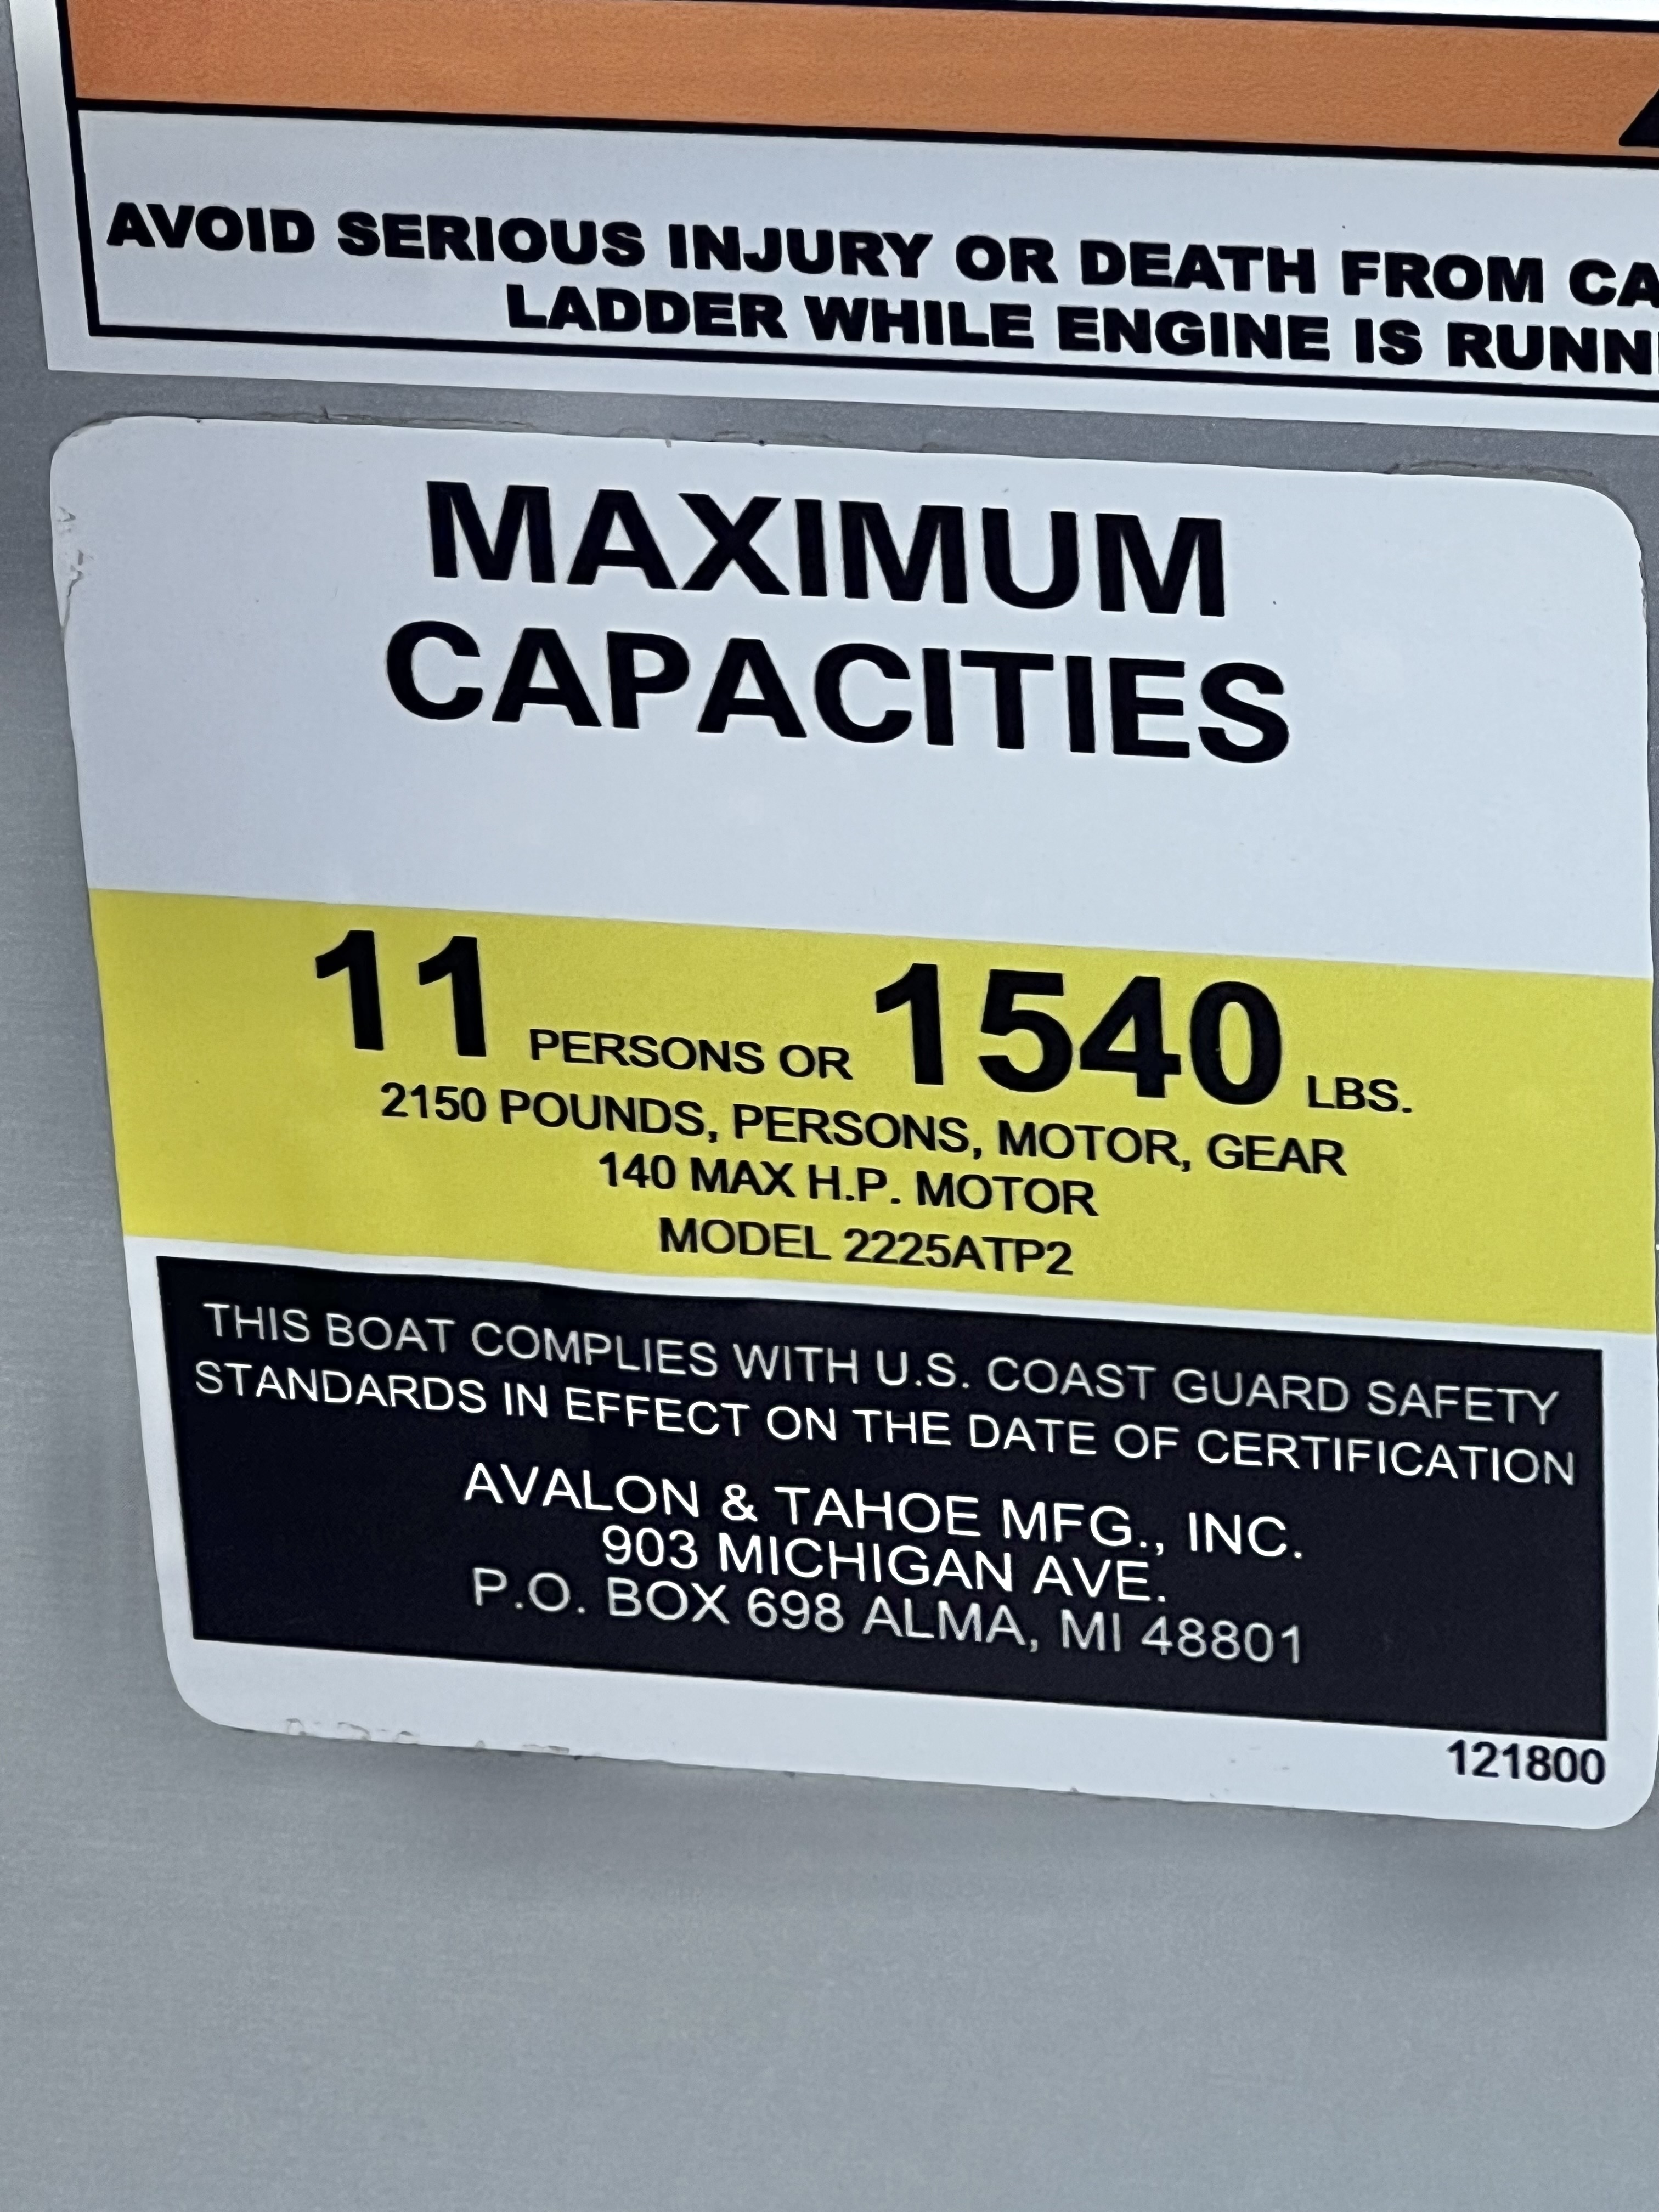 AVOID SERIOUS INJURY OR DEATH FROM
LADDER WHILE ENGINE IS
MAXIMUM
CAPACITIES
11 PERSONS OR 1540 LBS.
2150 POUNDS, PERSONS, MOTOR, GEAR
140 MAX H.P. MOTOR
MODEL 2225ATP2
THIS BOAT COMPLIES WITH U.S. COAST GUARD SAFETY
STANDARDS IN EFFECT ON THE DATE OF CERTIFICATION
AVALON & TAHOE MFG., INC.
903 MICHIGAN AVE.
P.O. BOX 698 ALMA, MI 48801
121800